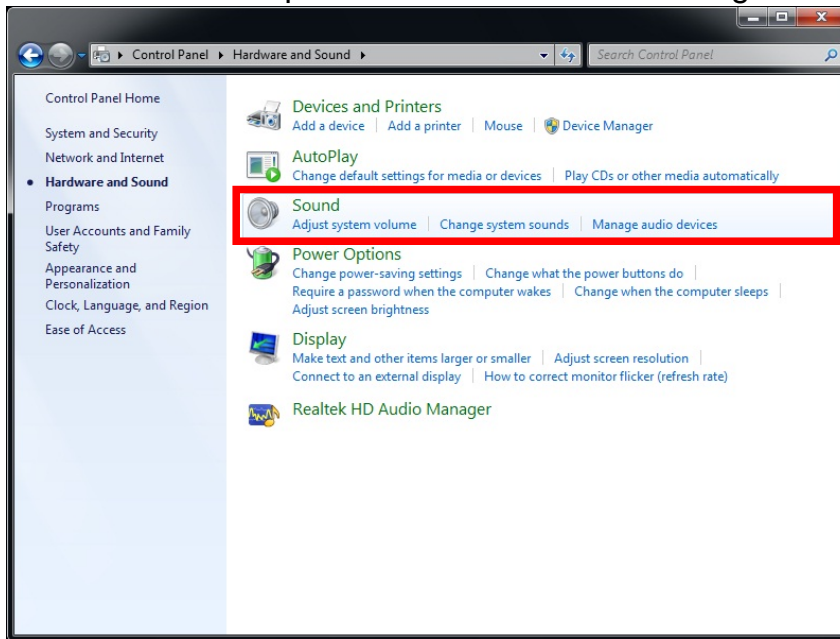 Control Panel ▸ Hardware and Sound ▸
Search Control Panel
Control Panel Home
System and Security
Network and Internet
Hardware and Sound
Programs
User Accounts and Family
Safety
Appearance and
Personalization
Clock, Language, and Region
Ease of Access
Devices and Printers
Add a device | Add a printer | Mouse | Device Manager
AutoPlay
Change default settings for media or devices | Play CDs or other media automatically
Sound
Adjust system volume | Change system sounds | Manage audio devices
Power Options
Change power-saving settings | Change what the power buttons do |
Require a password when the computer wakes | Change when the computer sleeps |
Adjust screen brightness
Display
Make text and other items larger or smaller | Adjust screen resolution |
Connect to an external display | How to correct monitor flicker (refresh rate)
Realtek HD Audio Manager